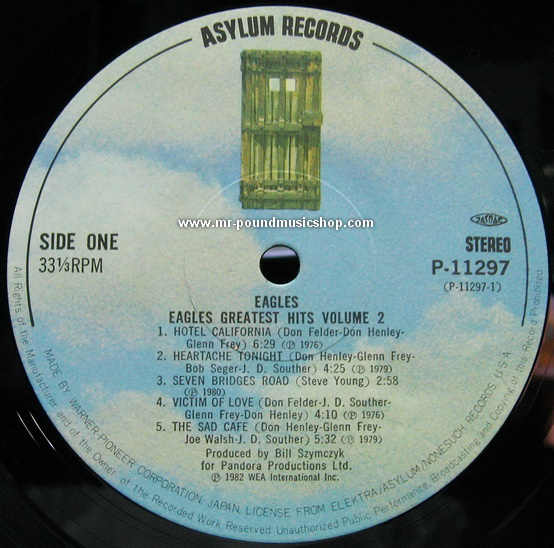 ASYLUM RECORDS
www.mr-poundmusicshop.com
JASRAC
SIDE ONE
33⅓RPM
STEREO
P-11297
(P-11297-1)
EAGLES
EAGLES GREATEST HITS VOLUME 2
1. HOTEL CALIFORNIA (Don Felder-Don Henley-
Glenn Frey) 6:29 (℗ 1976)
2. HEARTACHE TONIGHT (Don Henley-Glenn Frey-
Bob Seger-J. D. Souther) 4:25 (℗ 1979)
3. SEVEN BRIDGES ROAD (Steve Young) 2:58
(℗ 1980)
4. VICTIM OF LOVE (Don Felder-J. D. Souther-
Glenn Frey-Don Henley) 4:10 (℗ 1976)
5. THE SAD CAFE (Don Henley-Glenn Frey-
Joe Walsh-J. D. Souther) 5:32 (℗ 1979)
Produced by Bill Szymczyk
for Pandora Productions Ltd.
℗ 1982 WEA International Inc.
MADE BY WARNER-PIONEER CORPORATION, JAPAN, LICENSE FROM ELEKTRA/ASYLUM/NONESUCH RECORDS U.S.A.
All Rights of the Manufacturer and of the Owner of the Recorded Work Reserved Unauthorized Public Performance, Broadcasting and Copying of this Record Prohibited